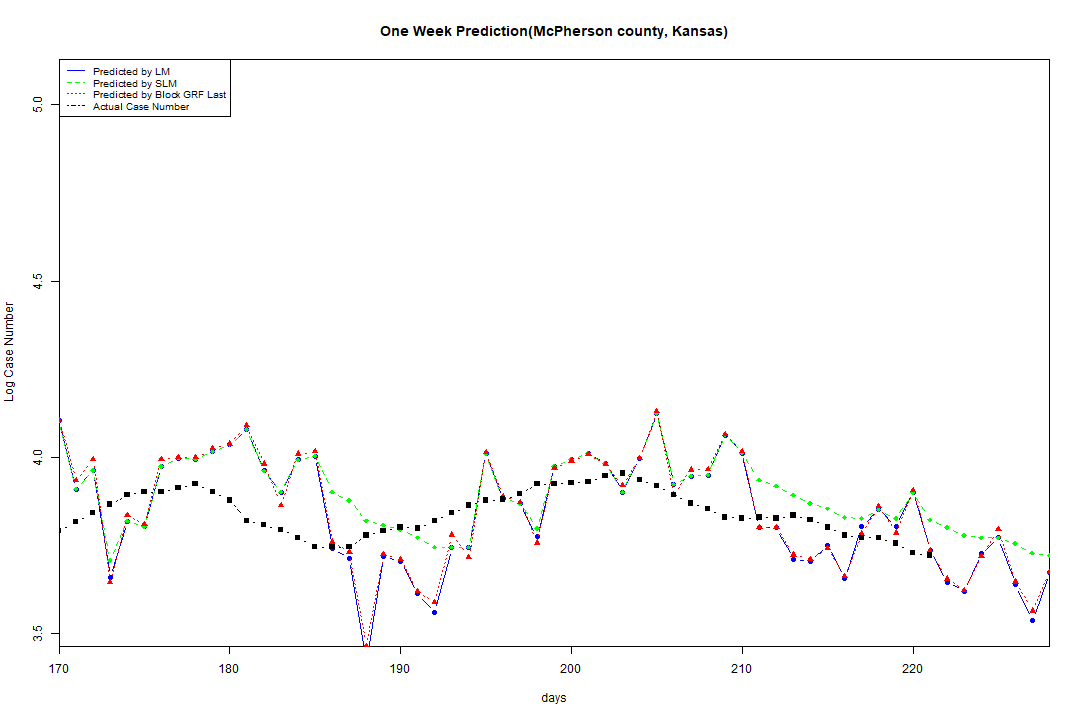 One Week Prediction(McPherson county, Kansas)
Predicted by LM
Predicted by SLM
Predicted by Block GRF Last
Actual Case Number
5.0
4.5
4.0
3.5
Log Case Number
170 180 190 200 210 220
days